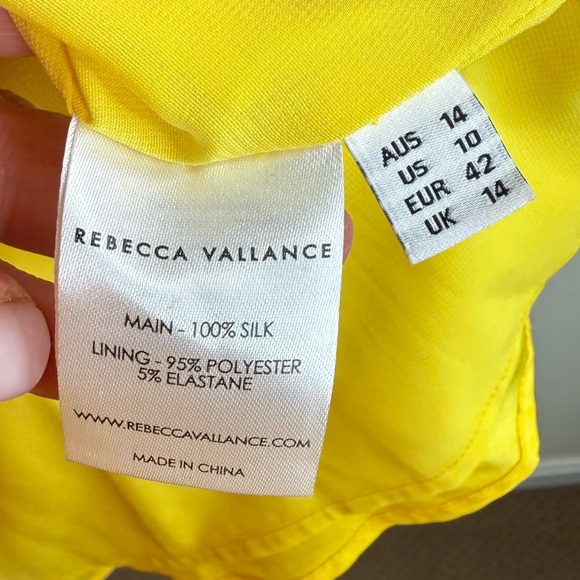 REBECCA VALLANCE
MAIN - 100% SILK
LINING - 95% POLYESTER
5% ELASTANE
WWW.REBECCAVALLANCE.COM
MADE IN CHINA
AUS 14
US 10
EUR 42
UK 14